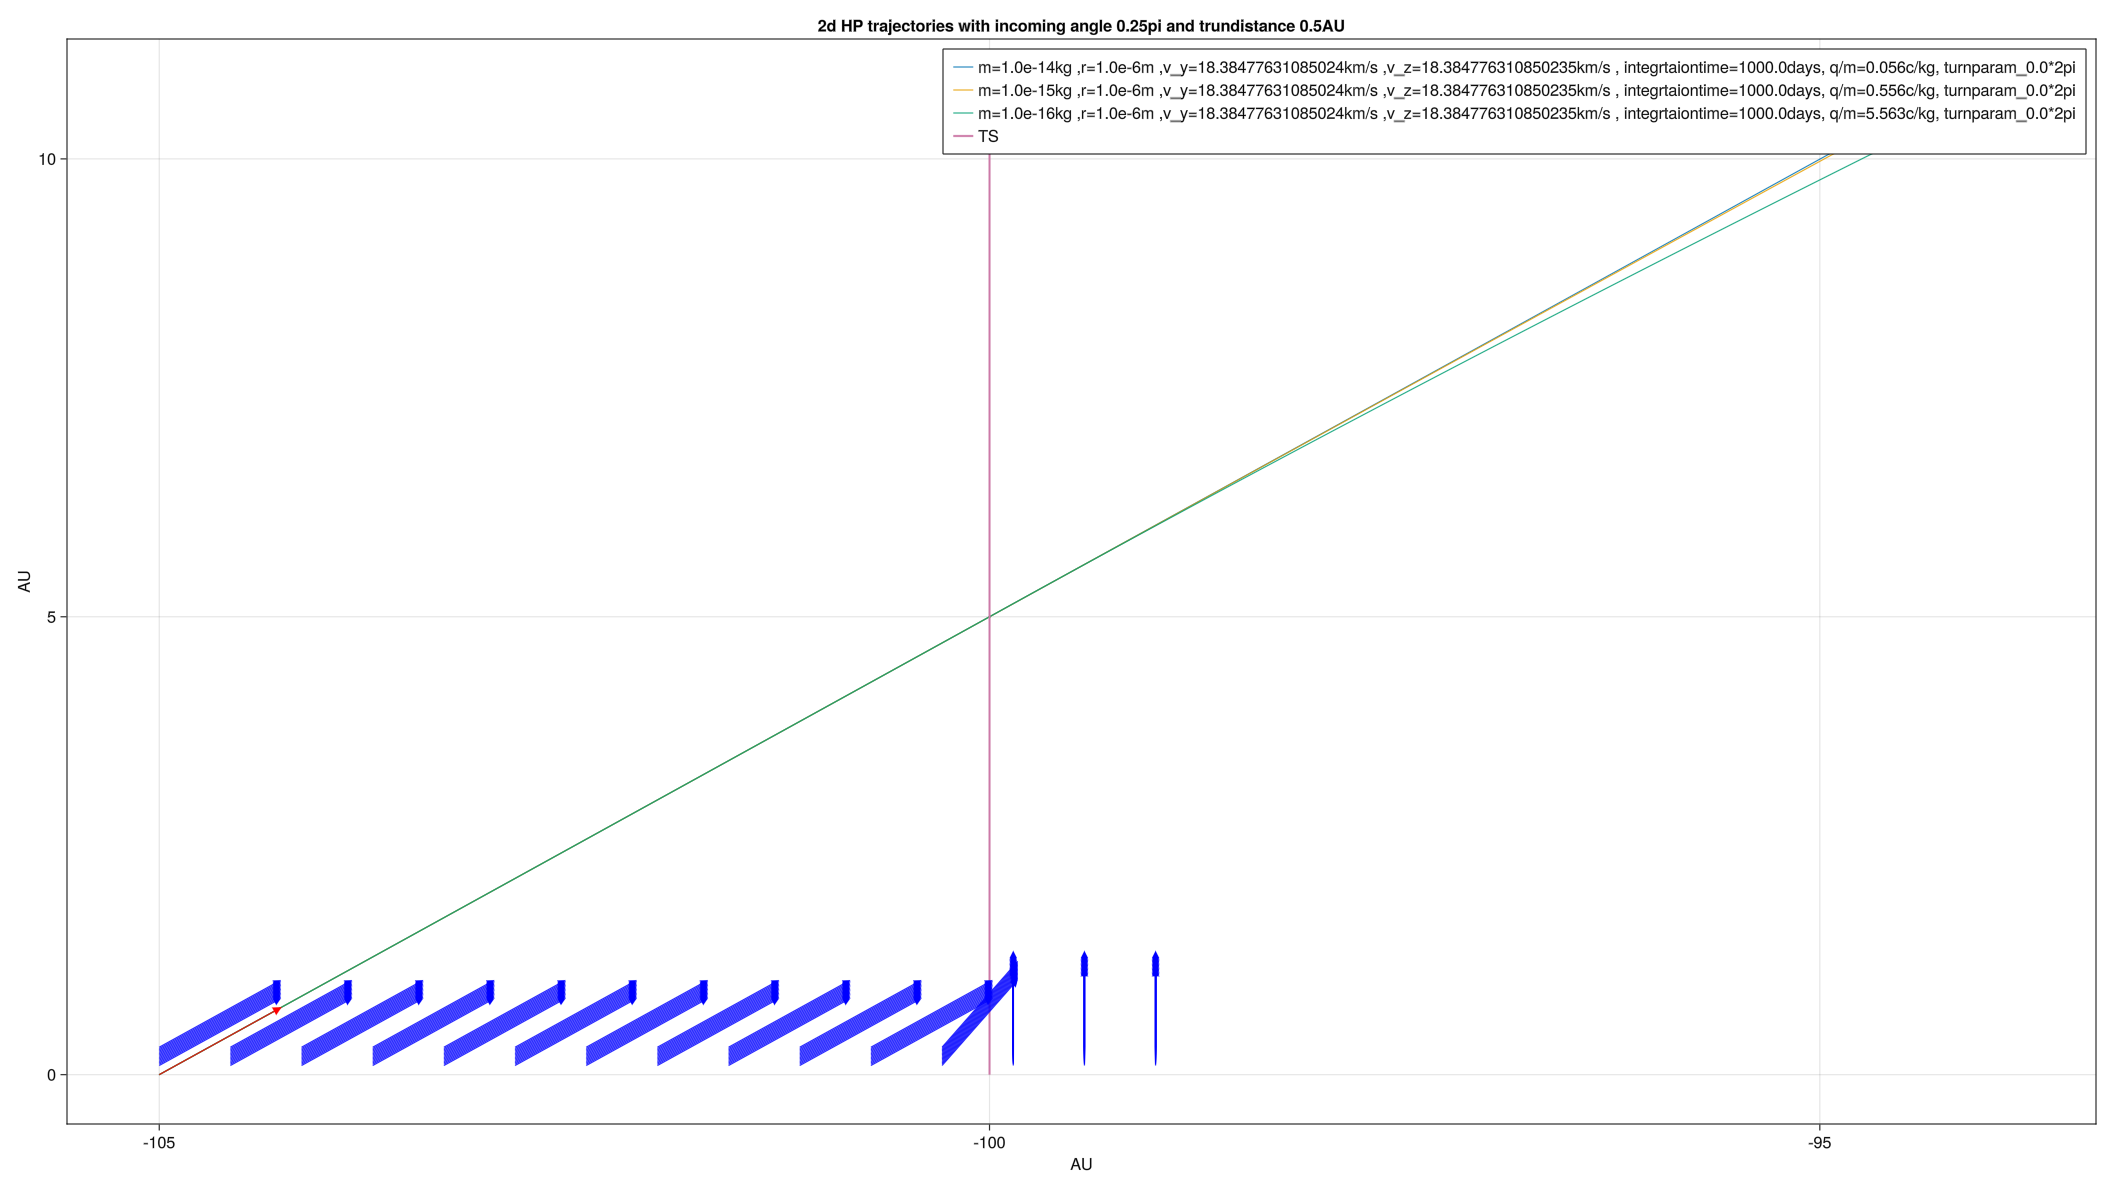 2d HP trajectories with incoming angle 0.25pi and trundistance 0.5AU
m=1.0e-14kg ,r=1.0e-6m ,v_y=18.38477631085024km/s ,v_z=18.384776310850235km/s , integrtaiontime=1000.0days, q/m=0.056c/kg, turnparam_0.0*2pi
m=1.0e-15kg ,r=1.0e-6m ,v_y=18.38477631085024km/s ,v_z=18.384776310850235km/s , integrtaiontime=1000.0days, q/m=0.556c/kg, turnparam_0.0*2pi
m=1.0e-16kg ,r=1.0e-6m ,v_y=18.38477631085024km/s ,v_z=18.384776310850235km/s , integrtaiontime=1000.0days, q/m=5.563c/kg, turnparam_0.0*2pi
TS
10
5
0
AU
-105
-100
-95
AU